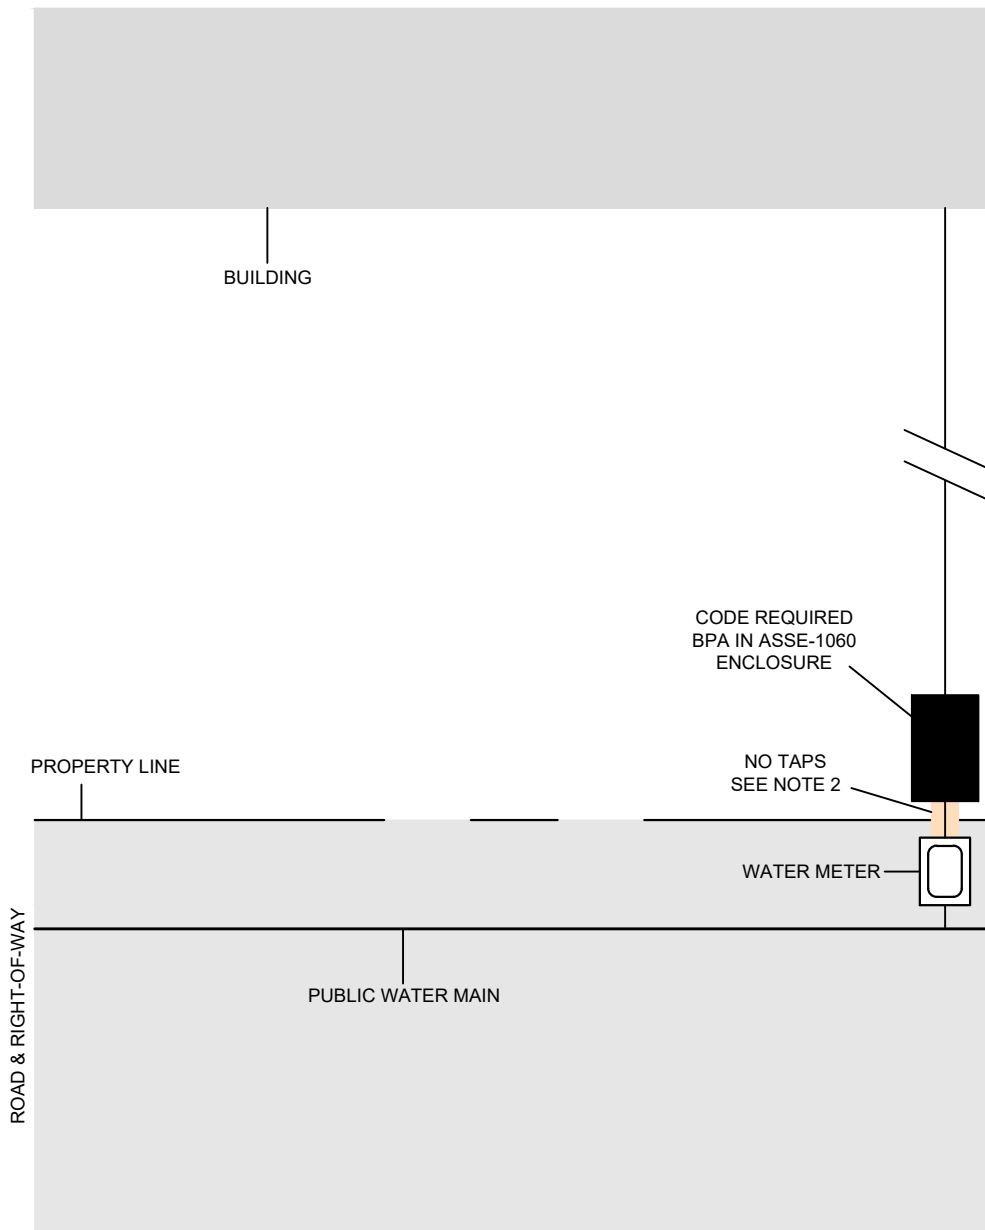 BUILDING
CODE REQUIRED
BPA IN ASSE-1060
ENCLOSURE
PROPERTY LINE
NO TAPS
SEE NOTE 2
WATER METER
ROAD & RIGHT-OF-WAY
PUBLIC WATER MAIN